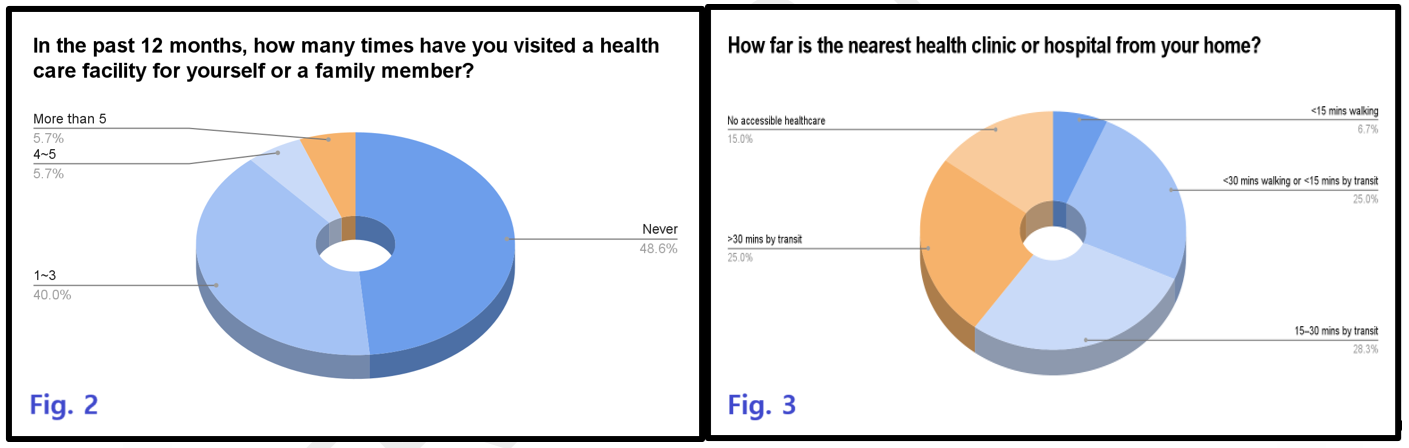 In the past 12 months, how many times have you visited a health
care facility for yourself or a family member?
More than 5
5.7%
4~5
5.7%
1~3
40.0%
Never
48.6%
Fig. 2
How far is the nearest health clinic or hospital from your home?
No accessible healthcare
15.0%
>30 mins by transit
25.0%
<15 mins walking
6.7%
<30 mins walking or <15 mins by transit
25.0%
15–30 mins by transit
28.3%
Fig. 3